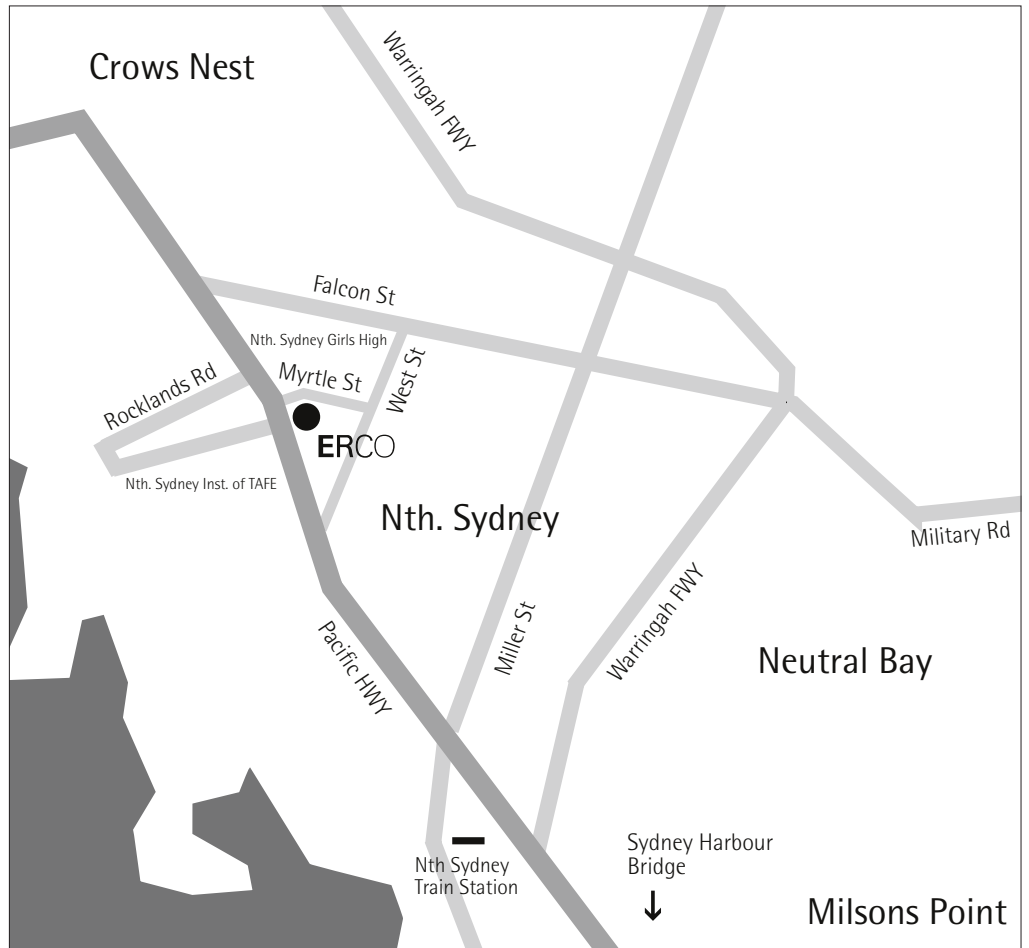 Crows Nest
Warringah FWY
Falcon St
Nth. Sydney Girls High
Myrtle St
West St
Rocklands Rd
ERCO
Nth. Sydney Inst. of TAFE
Nth. Sydney
Military Rd
Miller St
Warringah FWY
Pacific HWY
Neutral Bay
Nth Sydney
Train Station
Sydney Harbour
Bridge
Milsons Point